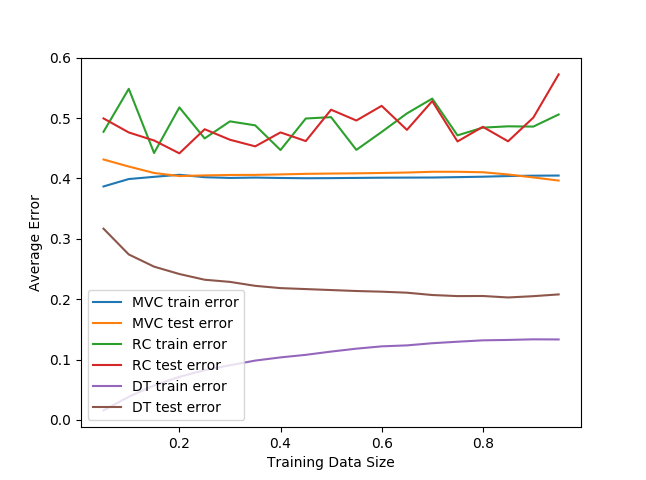 0.6
0.5
0.4
0.3
0.2
0.1
0.0
Average Error
MVC train error
MVC test error
RC train error
RC test error
DT train error
DT test error
0.2 0.4 0.6 0.8
Training Data Size